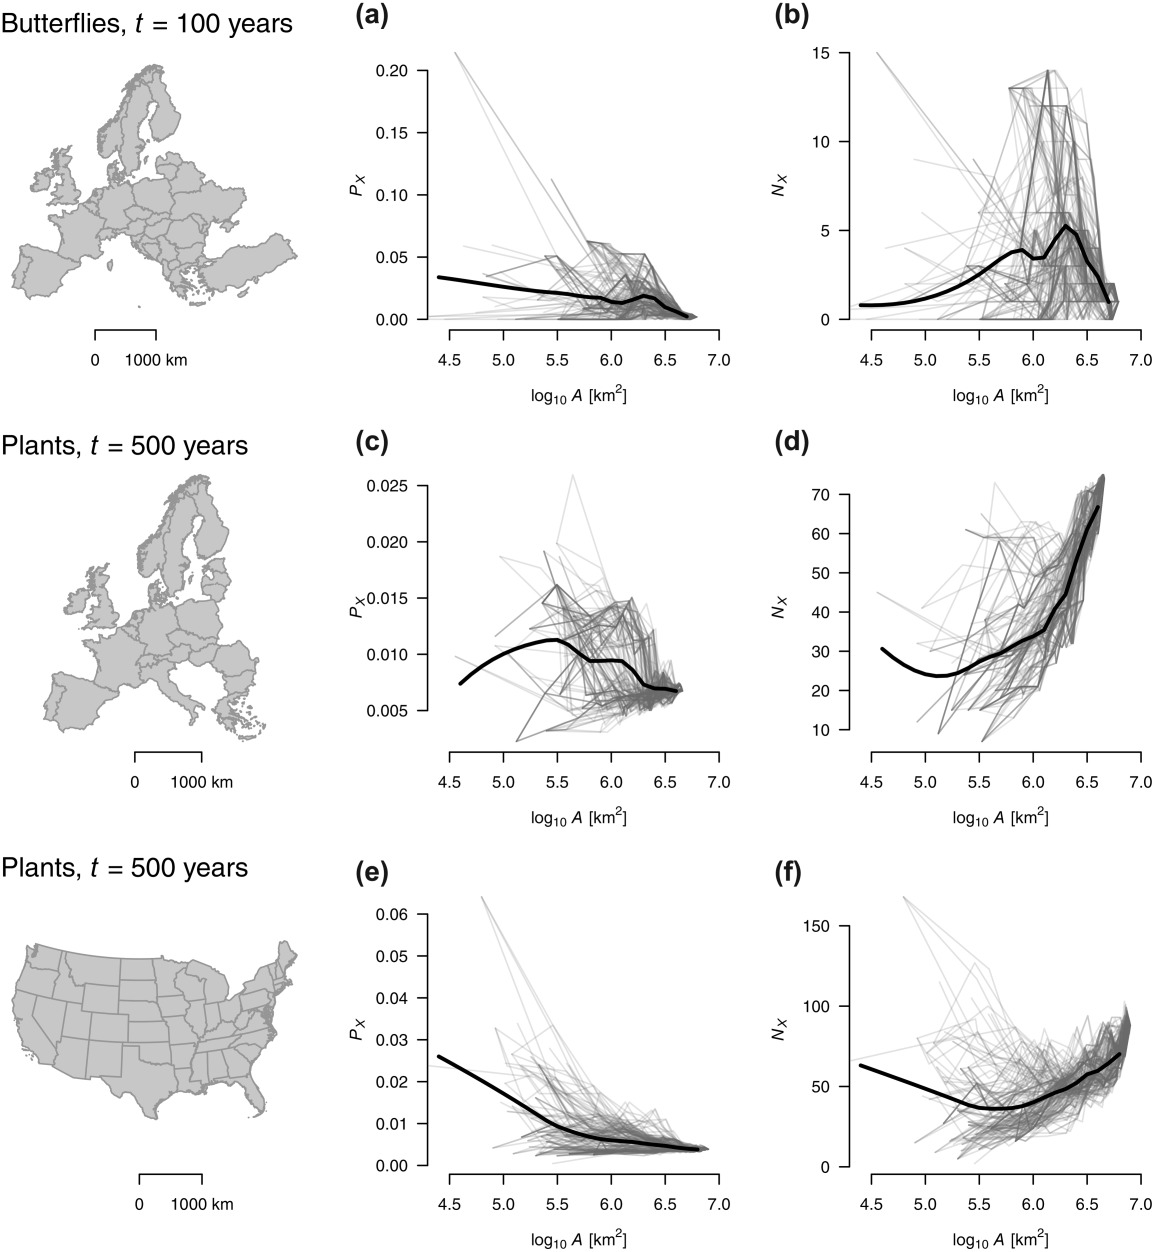 Butterflies, t = 100 years
(a)
(b)
P_X
0.20
0.15
0.10
0.05
0.00
4.5 5.0 5.5 6.0 6.5 7.0
log₁₀ A [km²]
N_X
15
10
5
0
4.5 5.0 5.5 6.0 6.5 7.0
log₁₀ A [km²]
0 1000 km
Plants, t = 500 years
(c)
(d)
P_X
0.025
0.020
0.015
0.010
0.005
4.5 5.0 5.5 6.0 6.5 7.0
log₁₀ A [km²]
N_X
70
60
50
40
30
20
10
4.5 5.0 5.5 6.0 6.5 7.0
log₁₀ A [km²]
0 1000 km
Plants, t = 500 years
(e)
(f)
P_X
0.06
0.05
0.04
0.03
0.02
0.01
0.00
4.5 5.0 5.5 6.0 6.5 7.0
log₁₀ A [km²]
N_X
150
100
50
0
4.5 5.0 5.5 6.0 6.5 7.0
log₁₀ A [km²]
0 1000 km